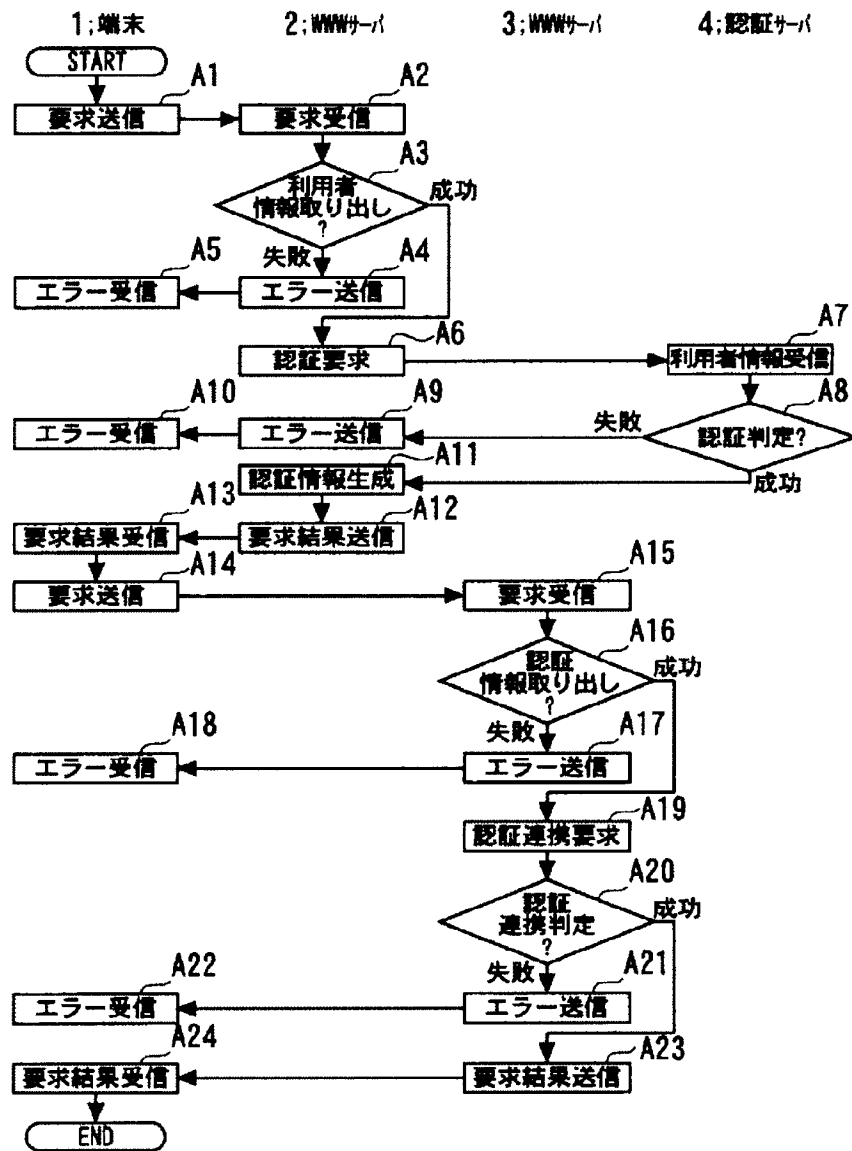 1;端末 2;WWWサーバ 3;WWWサーバ 4;認証サーバ
START
A1 A2
要求送信 要求受信
A3
利用者
情報取り出し
?
成功
失敗
A5 A4
エラー受信 エラー送信
A6 A7
認証要求 利用者情報受信
A10 A9 A8
エラー受信 エラー送信 失敗 認証判定?
A11
認証情報生成 成功
A13 A12
要求結果受信 要求結果送信
A14 A15
要求送信 要求受信
A16
認証
情報取り出し
?
成功
失敗
A18 A17
エラー受信 エラー送信
A19
認証連携要求
A20
認証
連携判定
?
成功
失敗
A22 A21
エラー受信 エラー送信
A24 A23
要求結果受信 要求結果送信
END